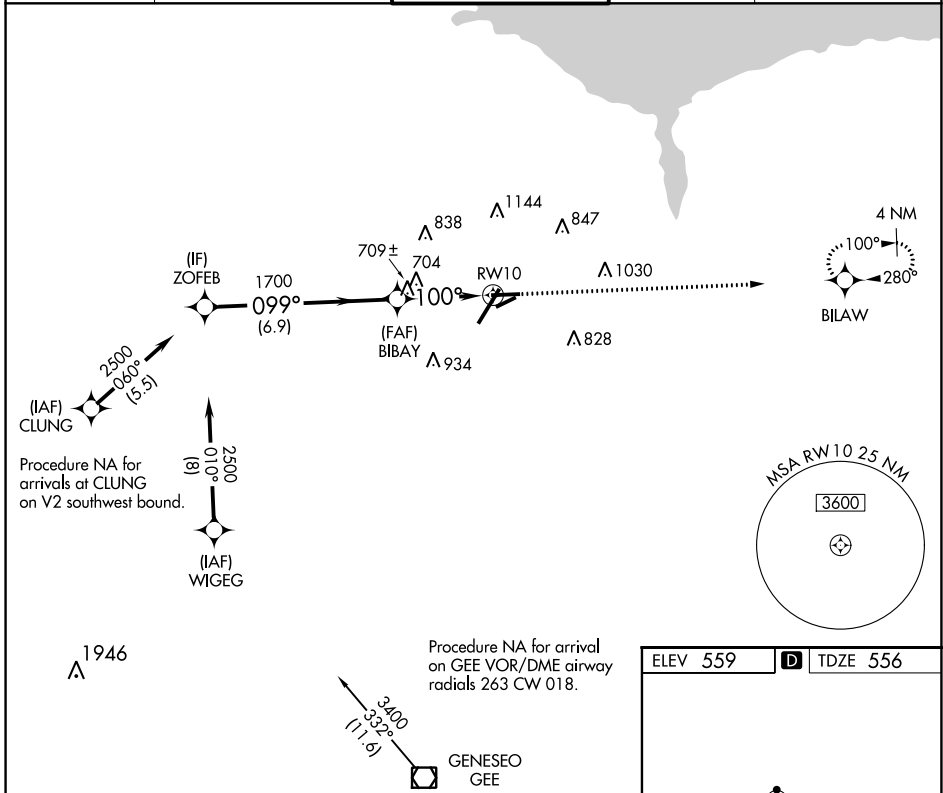 838
1144
847
4 NM
100°
280°
BILAW
709±
704
RW10
1030
(IF)
ZOFEB
1700
099°
(6.9)
100°
(FAF)
BIBAY
828
934
2500
060°
(5.5)
(IAF)
CLUNG
2500
010°
(8)
Procedure NA for
arrivals at CLUNG
on V2 southwest bound.
(IAF)
WIGEG
MSA RW10 25 NM
3600
1946
Procedure NA for arrival
on GEE VOR/DME airway
radials 263 CW 018.
3400
332°
(11.6)
GENESEO
GEE
ELEV 559 D TDZE 556